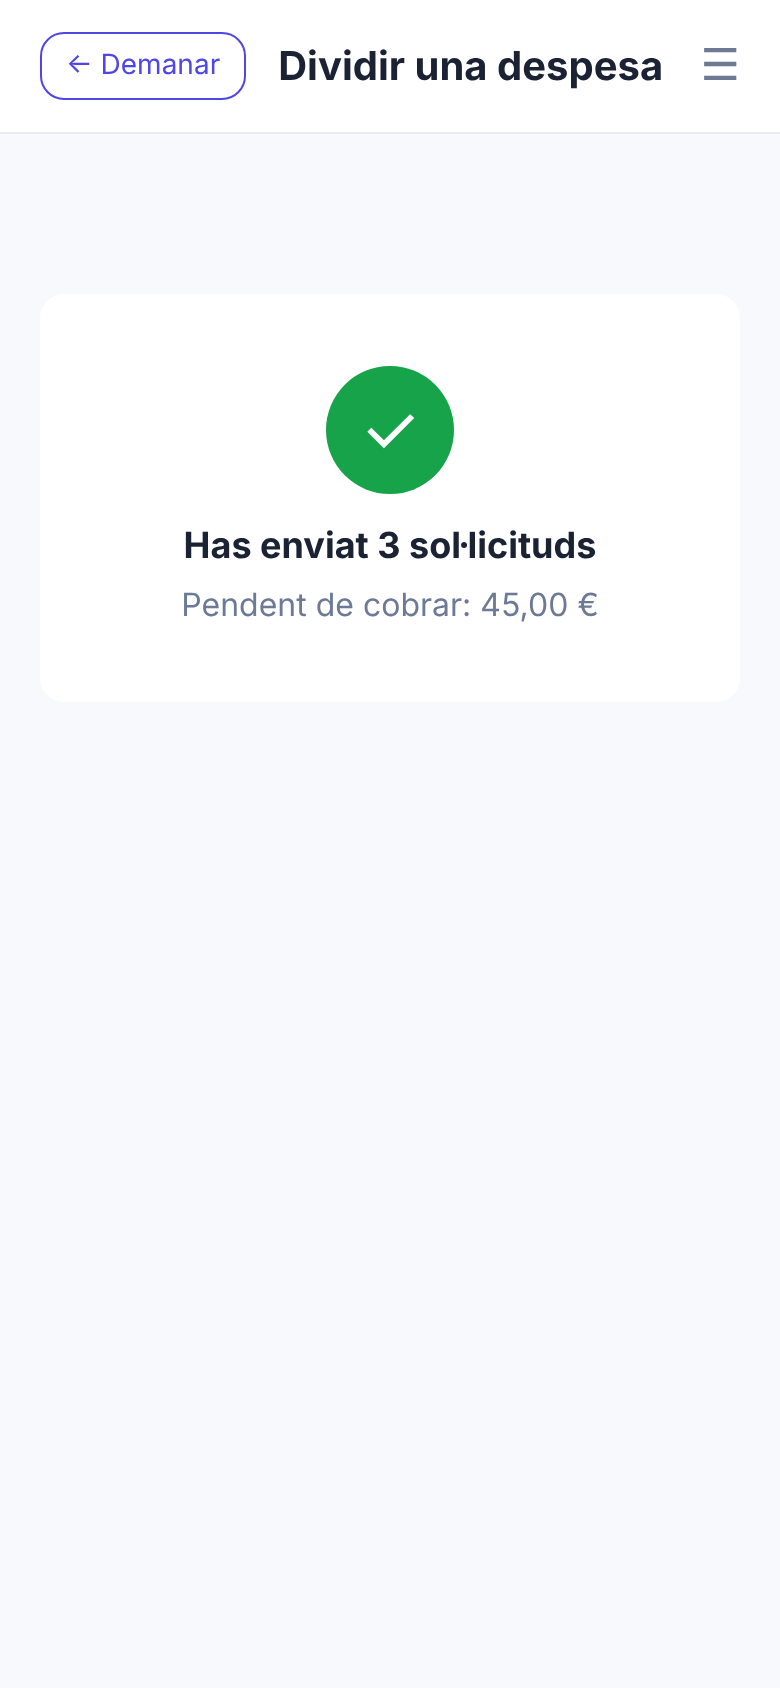 ← Demanar
Dividir una despesa
Has enviat 3 sol·licituds
Pendent de cobrar: 45,00 €